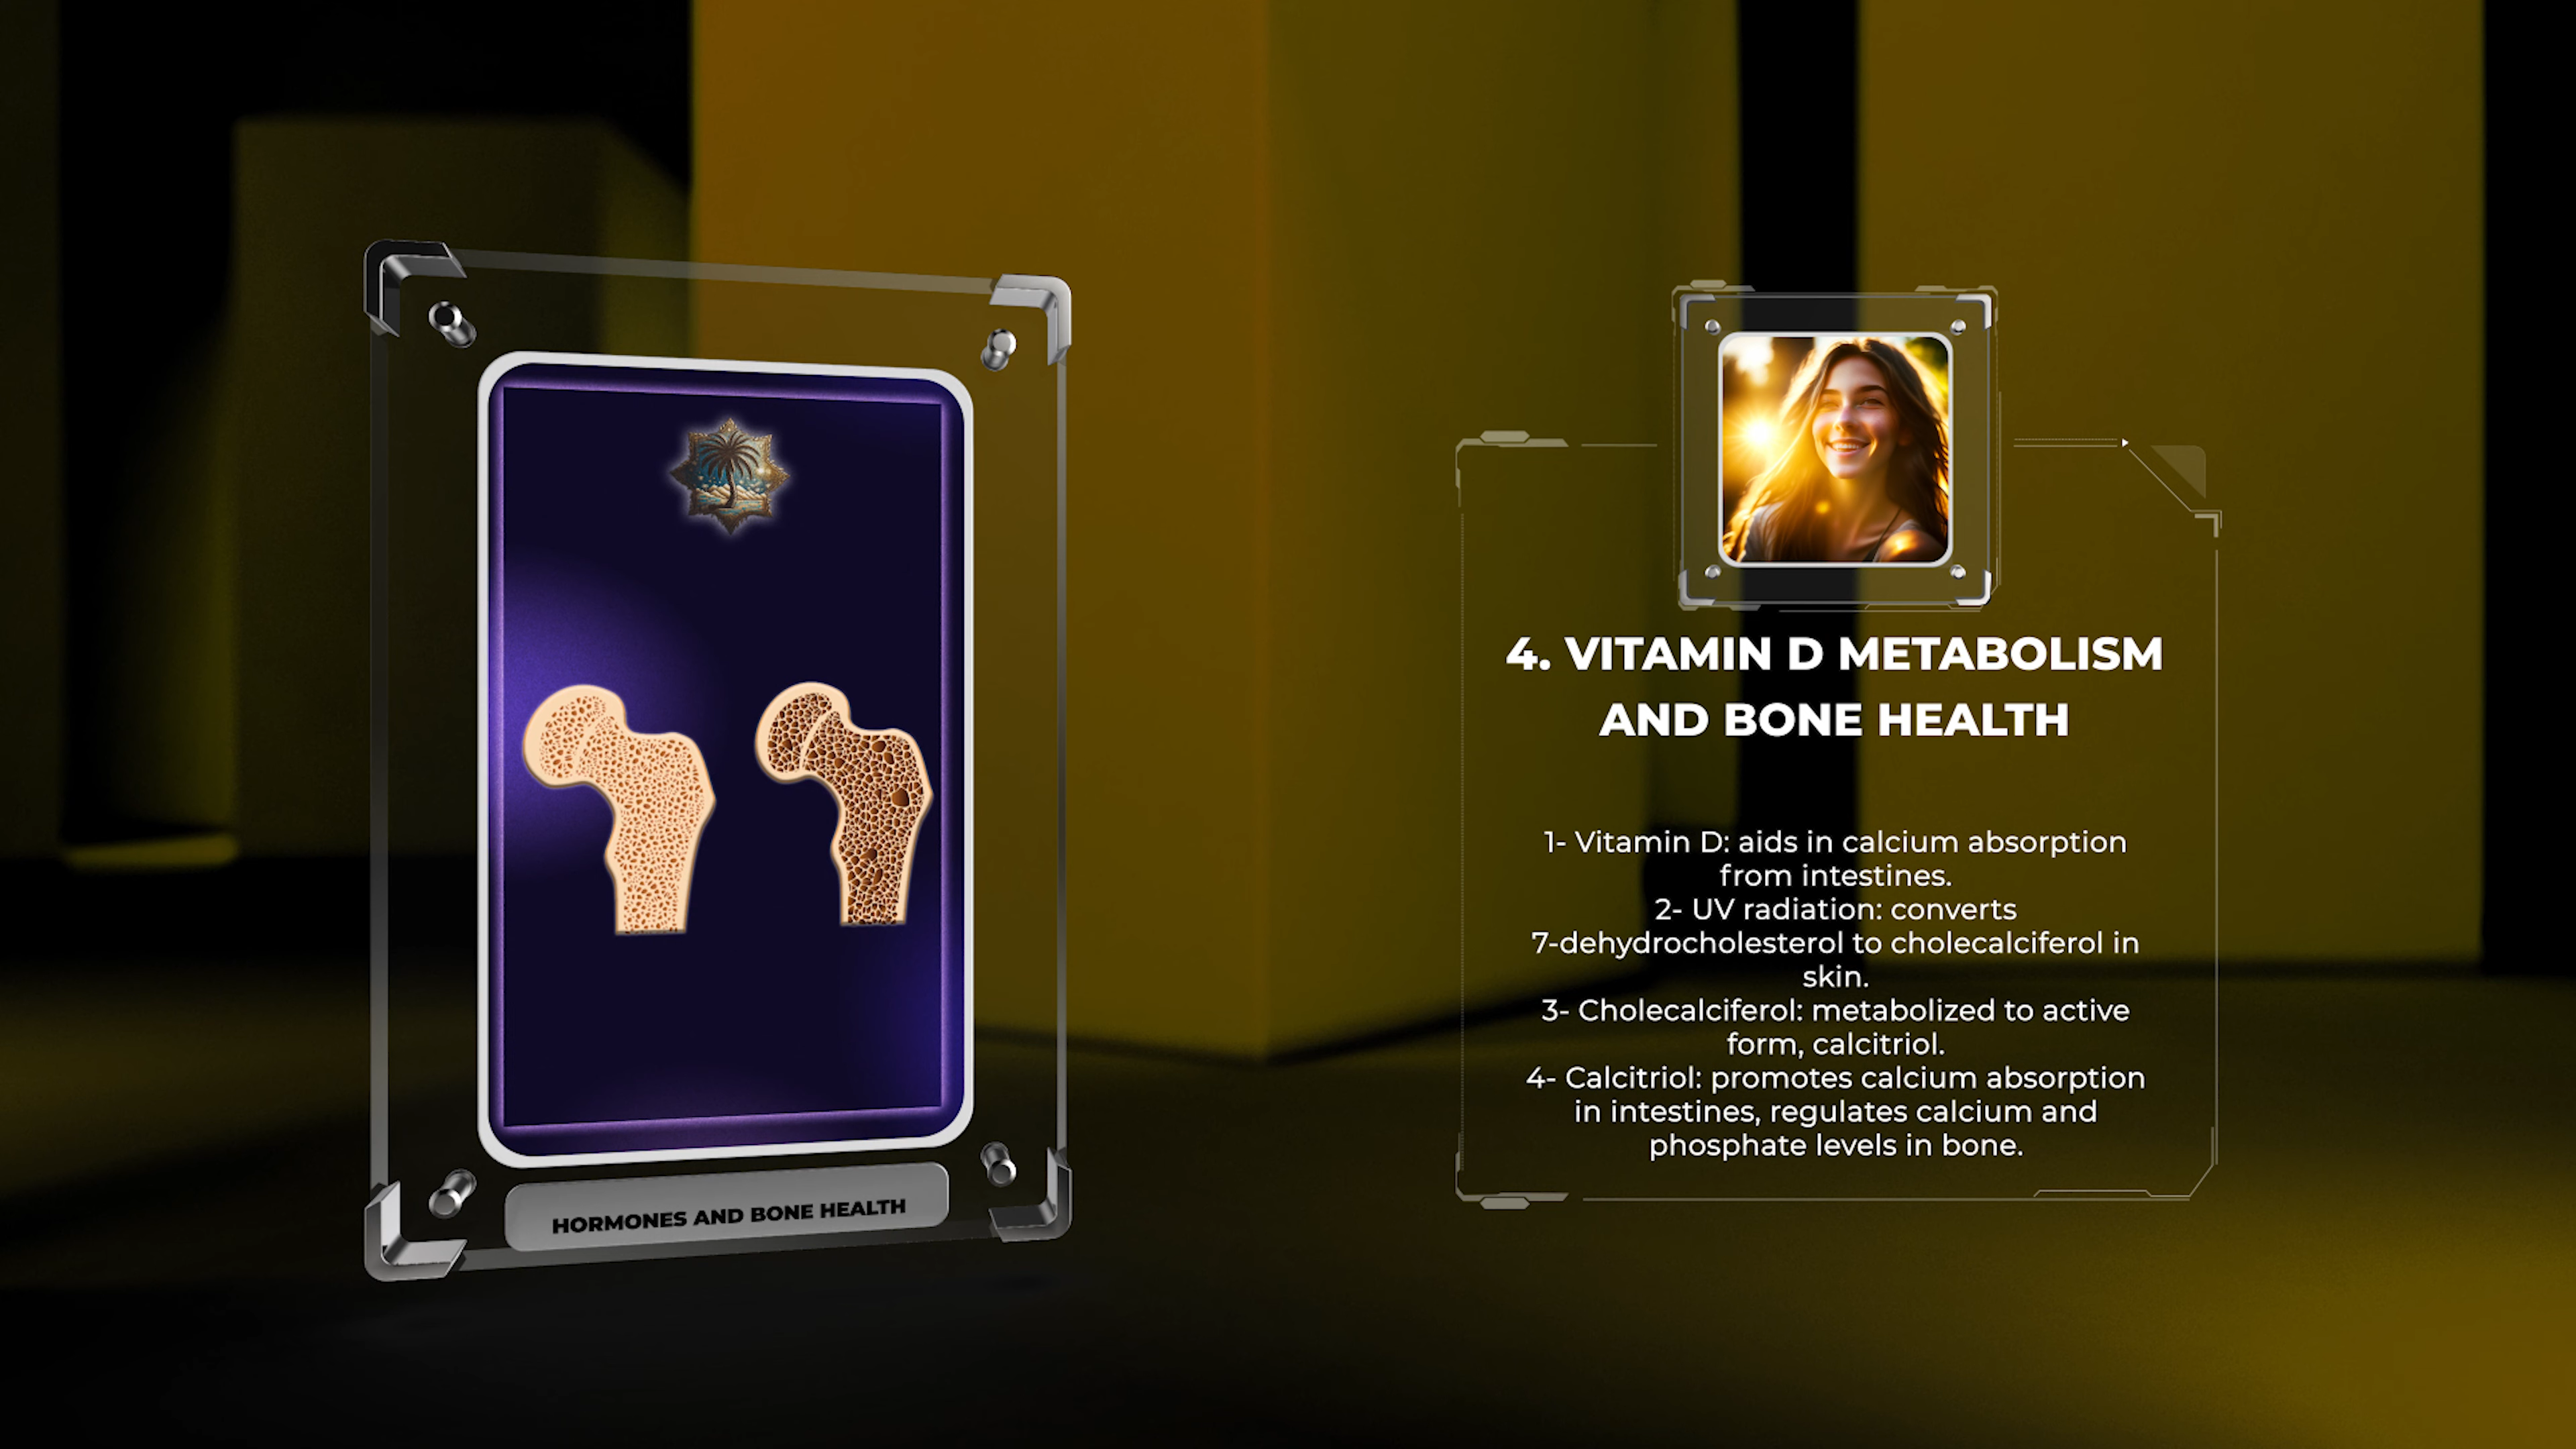 HORMONES AND BONE HEALTH
4. VITAMIN D METABOLISM
AND BONE HEALTH
1- Vitamin D: aids in calcium absorption
from intestines.
2- UV radiation: converts
7-dehydrocholesterol to cholecalciferol in
skin.
3- Cholecalciferol: metabolized to active
form, calcitriol.
4- Calcitriol: promotes calcium absorption
in intestines, regulates calcium and
phosphate levels in bone.